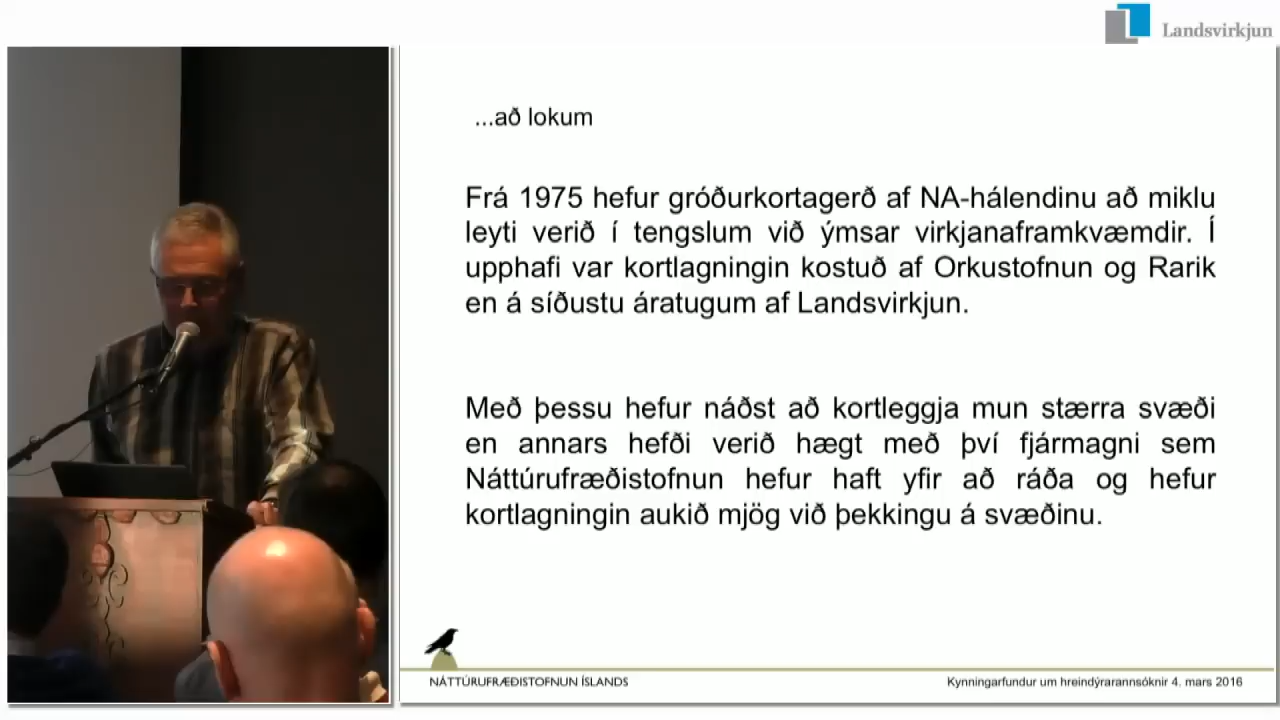 Landsvirkjun
...að lokum
Frá 1975 hefur gróðurkortagerð af NA-hálendinu að miklu
leyti verið í tengslum við ýmsar virkjanaframkvæmdir. Í
upphafi var kortlagningin kostuð af Orkustofnun og Rarik
en á síðustu áratugum af Landsvirkjun.
Með þessu hefur náðst að kortleggja mun stærra svæði
en annars hefði verið hægt með því fjármagni sem
Náttúrufræðistofnun hefur haft yfir að ráða og hefur
kortlagningin aukið mjög við þekkingu á svæðinu.
NÁTTÚRUFRÆÐISTOFNUN ÍSLANDS
Kynningarfundur um hreindýrarannsóknir 4. mars 2016